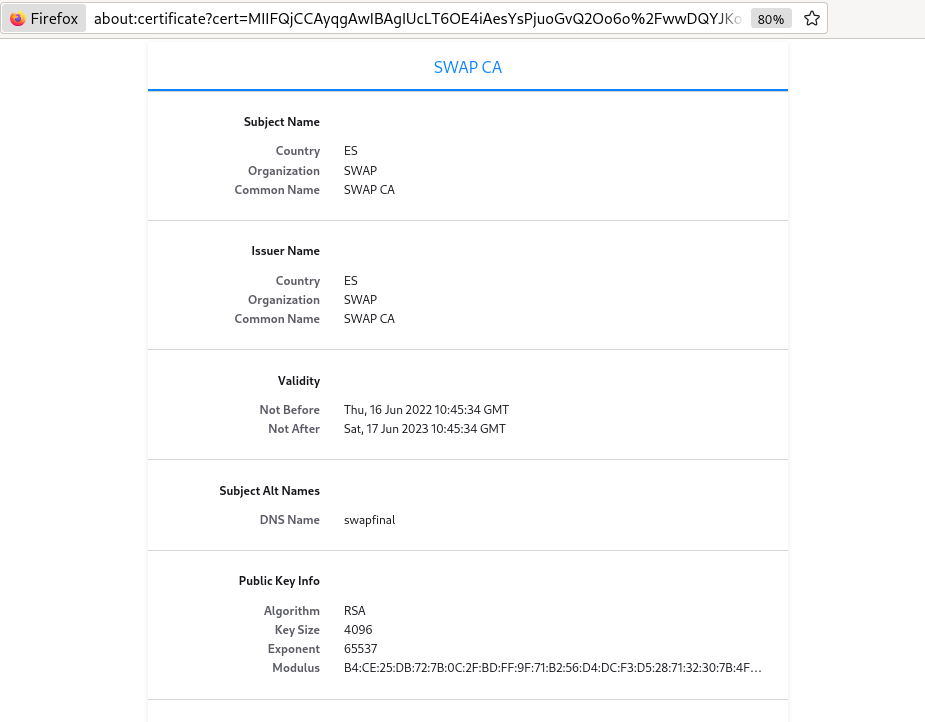 Firefox about:certificate?cert=MIIFQjCCAyqgAwIBAgIUcLT6OE4iAesYsPjuoGvQ2Oo6o%2FwwDQYJKo 80%
SWAP CA
Subject Name
Country ES
Organization SWAP
Common Name SWAP CA
Issuer Name
Country ES
Organization SWAP
Common Name SWAP CA
Validity
Not Before Thu, 16 Jun 2022 10:45:34 GMT
Not After Sat, 17 Jun 2023 10:45:34 GMT
Subject Alt Names
DNS Name swapfinal
Public Key Info
Algorithm RSA
Key Size 4096
Exponent 65537
Modulus B4:CE:25:DB:72:7B:0C:2F:BD:FF:9F:71:B2:56:D4:DC:F3:D5:28:71:32:30:7B:4F…